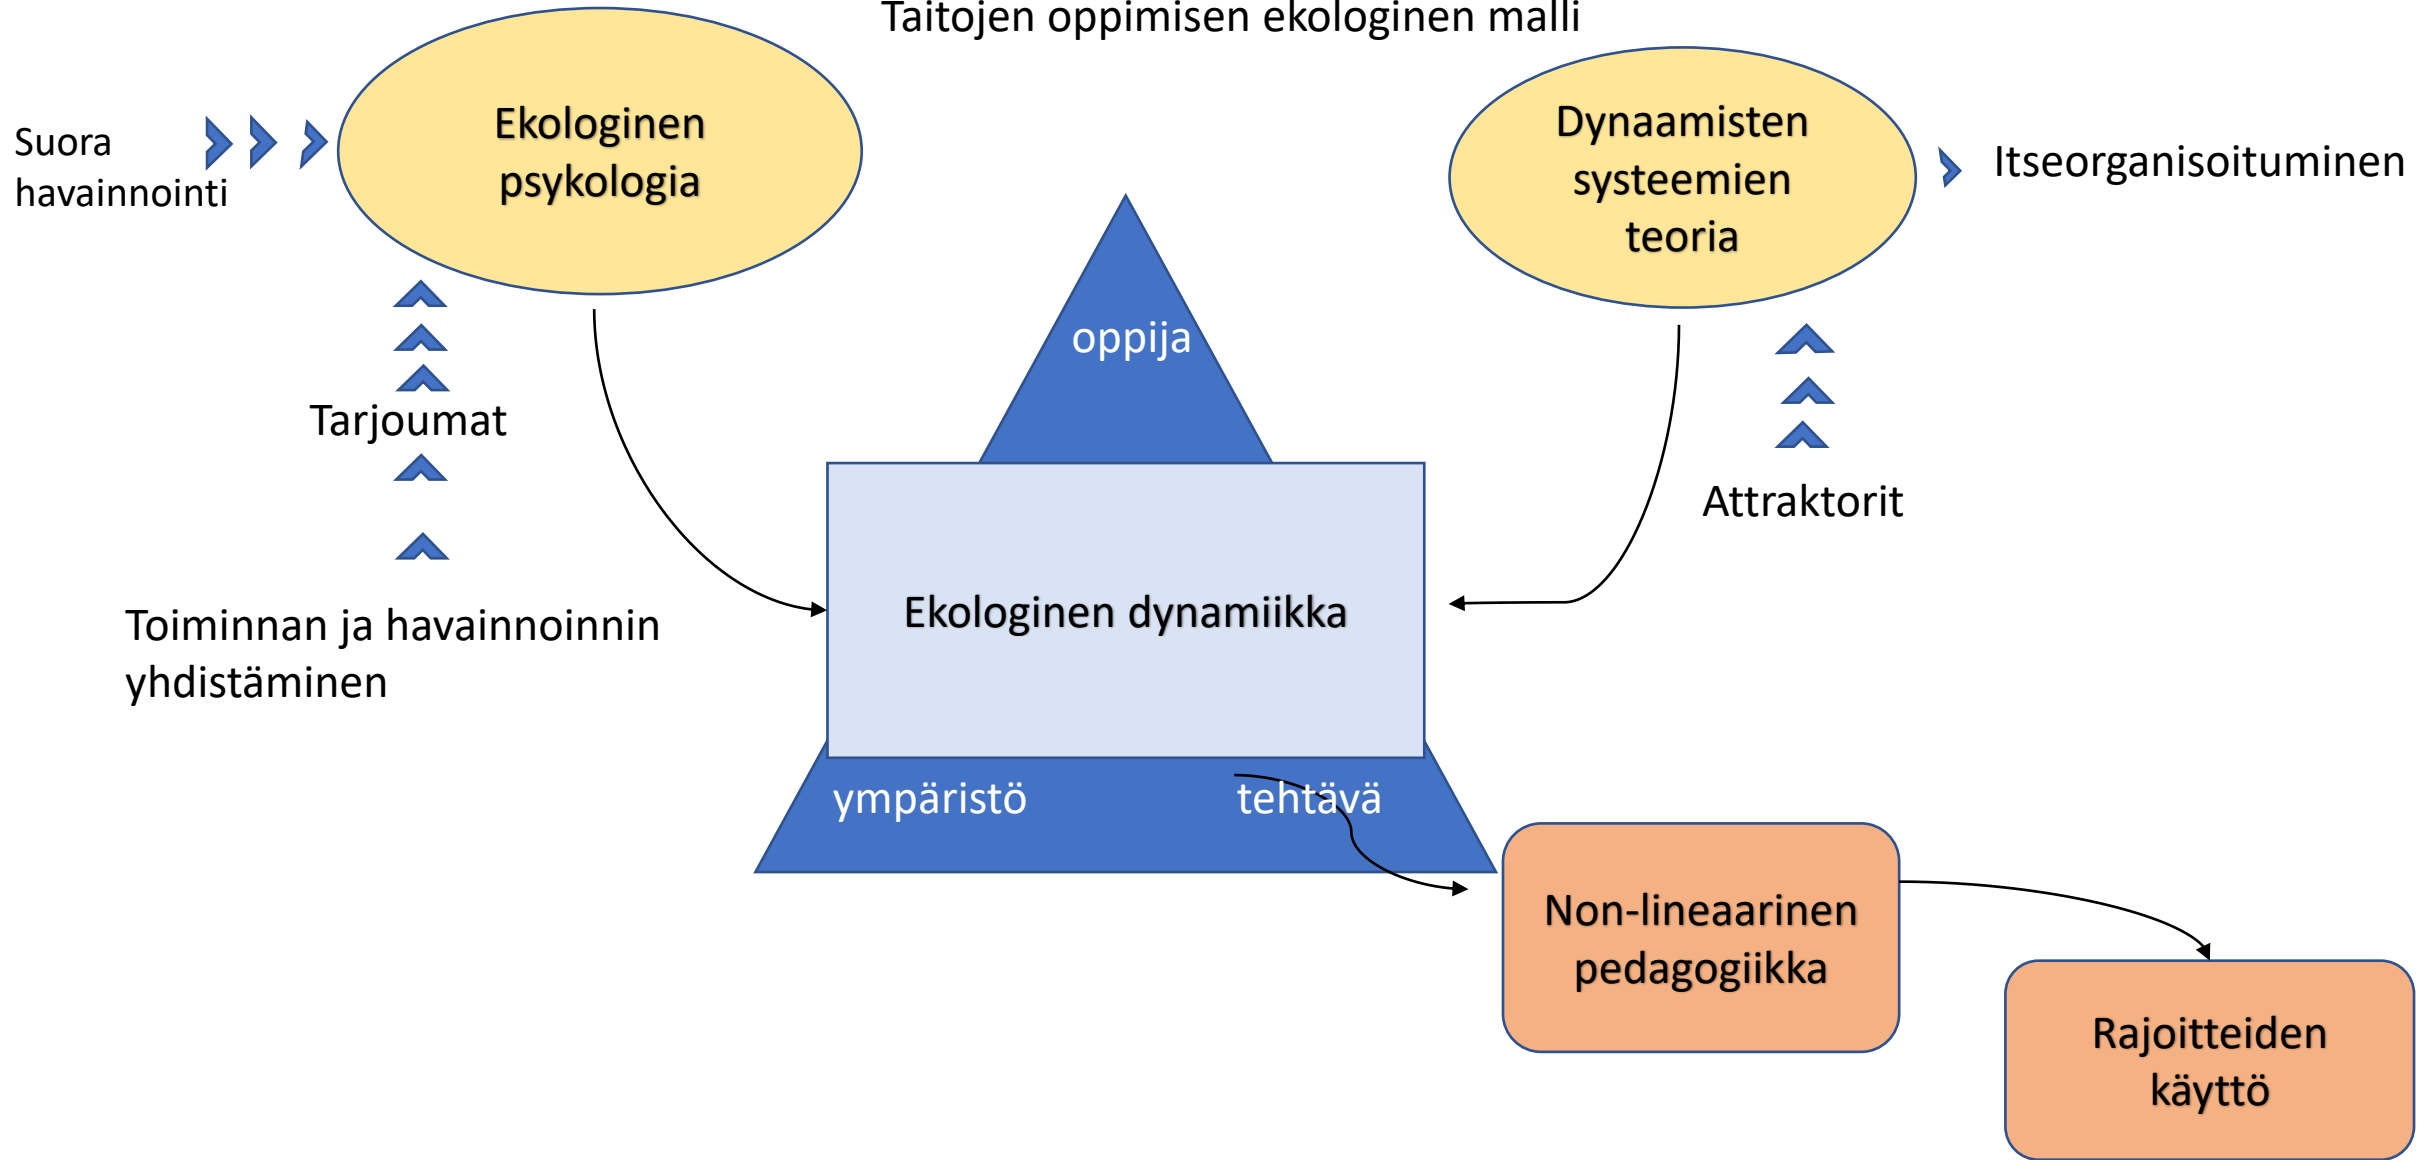 Taitojen oppimisen ekologinen malli
Suora
havainnointi
Ekologinen
psykologia
Dynaamisten
systeemien
teoria
Itseorganisoituminen
oppija
Tarjoumat
Attraktorit
Toiminnan ja havainnoinnin
yhdistäminen
Ekologinen dynamiikka
ympäristö
tehtävä
Non-lineaarinen
pedagogiikka
Rajoitteiden
käyttö